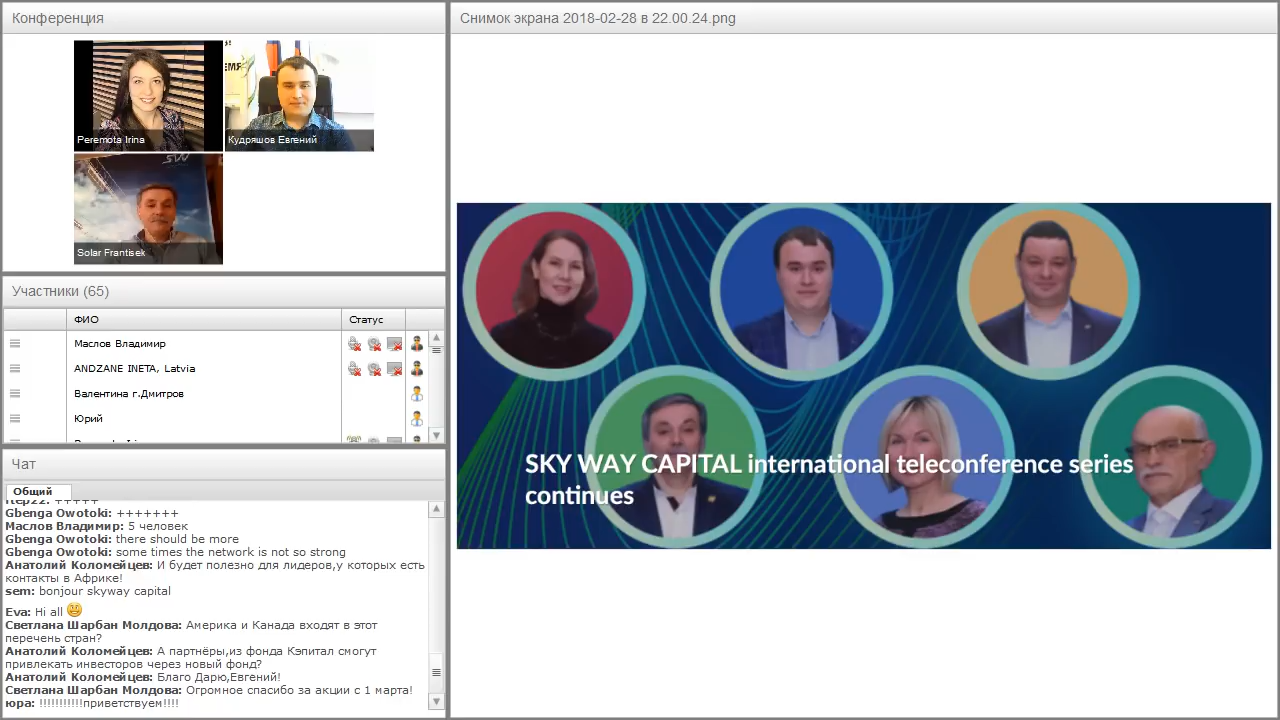 Конференция
ЕМЯ
Peremota Irina
Кудряшов Евгений
SW
Solar Frantisek
Участники (65)
ФИО
Статус
Маслов Владимир
ANDZANE INETA, Latvia
Валентина г.Дмитров
Юрий
Чат
Общий
Gbenga Owotoki: +++++++
Маслов Владимир: 5 человек
Gbenga Owotoki: there should be more
Gbenga Owotoki: some times the network is not so strong
Анатолий Коломейцев: И будет полезно для лидеров,у которых есть
контакты в Африке!
sem: bonjour skyway capital
Eva: Hi all
Светлана Шарбан Молдова: Америка и Канада входят в этот
перечень стран?
Анатолий Коломейцев: А партнёры,из фонда Кэпитал смогут
привлекать инвесторов через новый фонд?
Анатолий Коломейцев: Благо Дарю,Евгений!
Светлана Шарбан Молдова: Огромное спасибо за акции с 1 марта!
юра: !!!!!!!!!!!приветствуем!!!!
Снимок экрана 2018-02-28 в 22.00.24.png
SKY WAY CAPITAL international teleconference series
continues